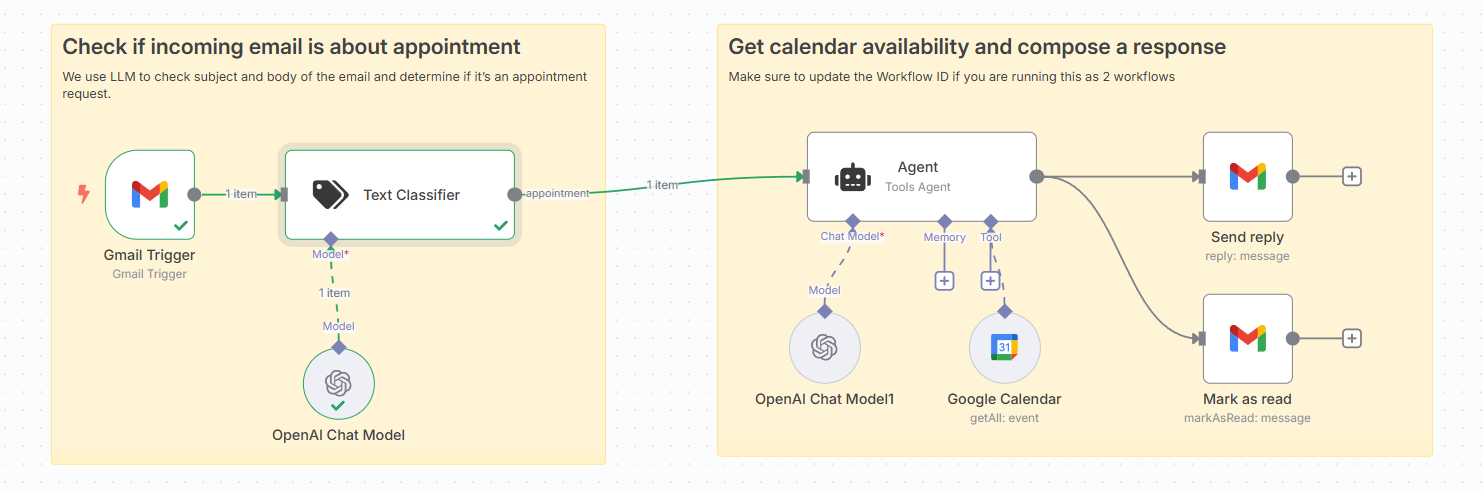 Check if incoming email is about appointment
We use LLM to check subject and body of the email and determine if it's an appointment
request.
Gmail Trigger
Gmail Trigger
1 item
Text Classifier
appointment
Model*
1 item
Model
OpenAI Chat Model
1 item
Get calendar availability and compose a response
Make sure to update the Workflow ID if you are running this as 2 workflows
Agent
Tools Agent
Chat Model*
Memory
Tool
Model
OpenAI Chat Model1
31
Google Calendar
getAll: event
Send reply
reply: message
Mark as read
markAsRead: message